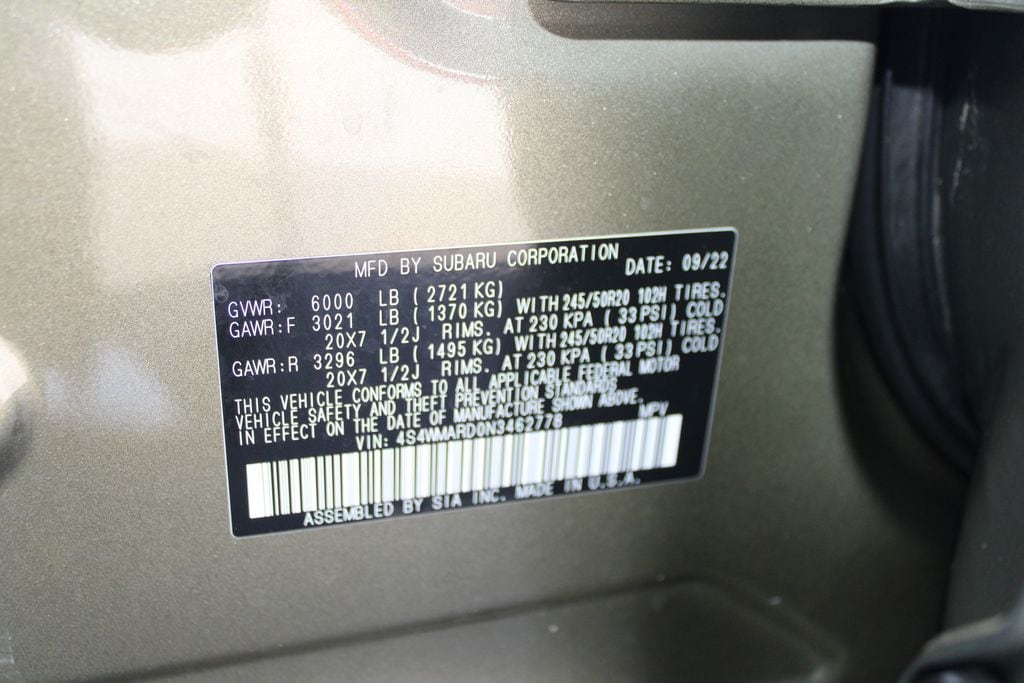 MFD BY SUBARU CORPORATION DATE: 09/22
GVWR: 6000 LB ( 2721 KG)
GAWR:F 3021 LB ( 1370 KG) WITH 245/50R20 102H TIRES.
20X7 1/2J RIMS. AT 230 KPA ( 33 PSI) COLD
GAWR:R 3296 LB ( 1495 KG) WITH 245/50R20 102H TIRES.
20X7 1/2J RIMS. AT 230 KPA ( 33 PSI) COLD
THIS VEHICLE CONFORMS TO ALL APPLICABLE FEDERAL MOTOR
VEHICLE SAFETY AND THEFT PREVENTION STANDARDS
IN EFFECT ON THE DATE OF MANUFACTURE SHOWN ABOVE.
VIN: 4S4WMARD0N3462778 MPV
ASSEMBLED BY SIA INC. MADE IN U.S.A.